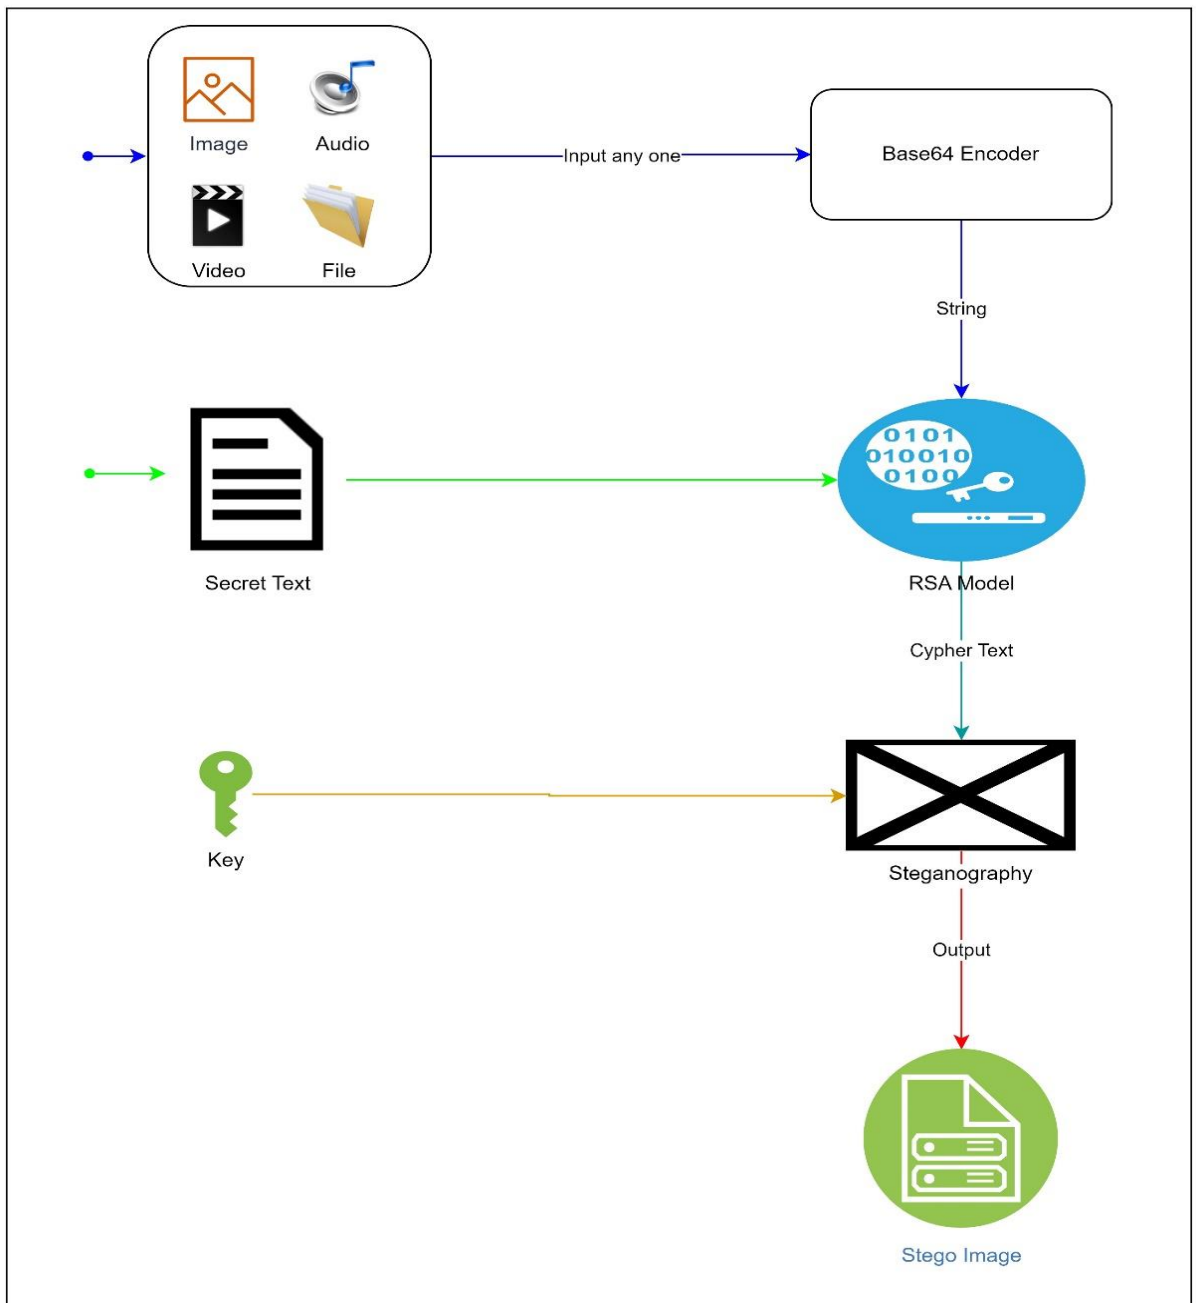 Image
Audio
Video
File
Input any one
Base64 Encoder
String
0101
010010
0100
Secret Text
RSA Model
Cypher Text
Key
Steganography
Output
Stego Image